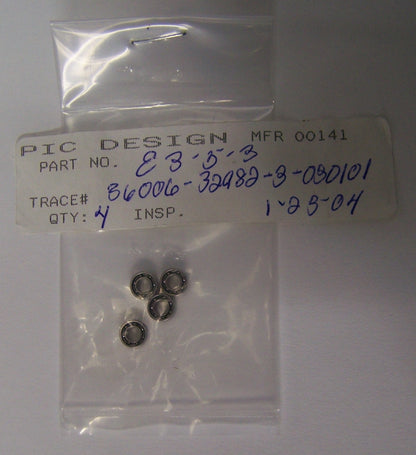 PIC DESIGN MFR 00141
PART NO. E3-5-3
TRACE# 36006-32982-3-030101
QTY: 4 INSP. 1-23-04